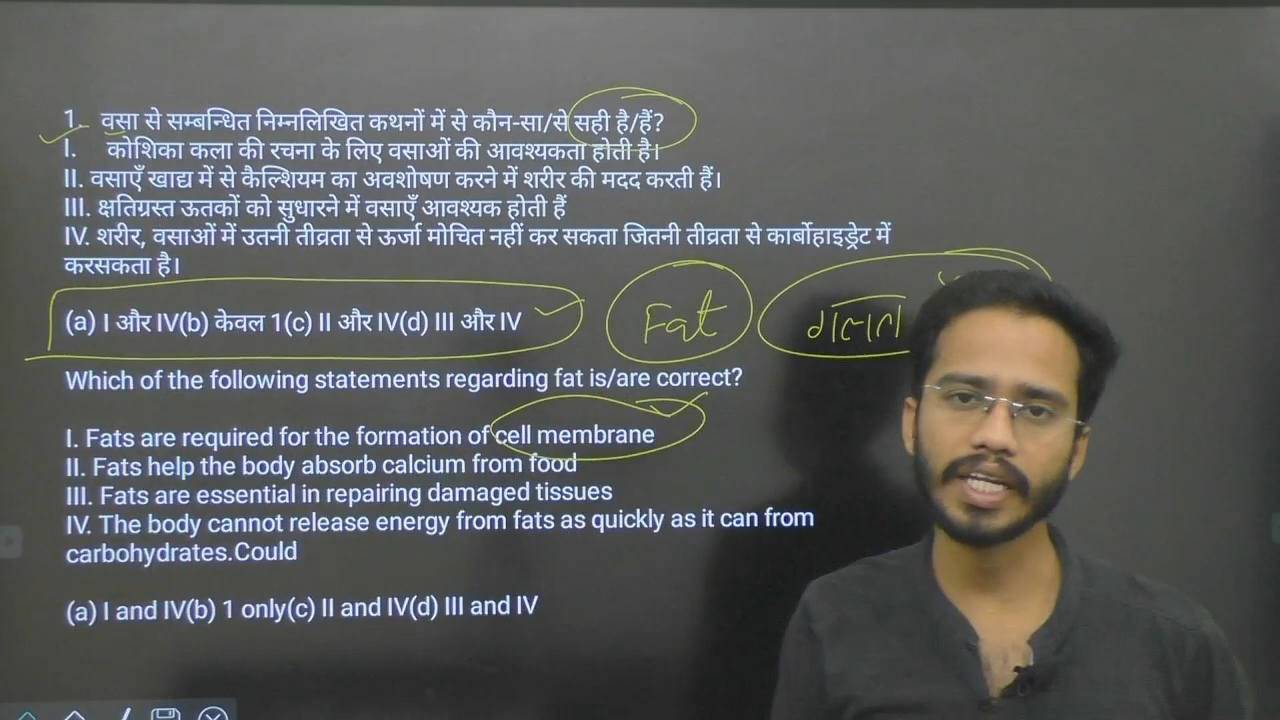 1. वसा से सम्बन्धित निम्नलिखित कथनों में से कौन-सा/से सही है/हैं?
I. कोशिका कला की रचना के लिए वसाओं की आवश्यकता होती है।
II. वसाएँ खाद्य में से कैल्शियम का अवशोषण करने में शरीर की मदद करती हैं।
III. क्षतिग्रस्त ऊतकों को सुधारने में वसाएँ आवश्यक होती हैं
IV. शरीर, वसाओं में उतनी तीव्रता से ऊर्जा मोचित नहीं कर सकता जितनी तीव्रता से कार्बोहाइड्रेट में
करसकता है।
(a) I और IV(b) केवल 1(c) II और IV(d) III और IV
Fat गलत
Which of the following statements regarding fat is/are correct?
I. Fats are required for the formation of cell membrane
II. Fats help the body absorb calcium from food
III. Fats are essential in repairing damaged tissues
IV. The body cannot release energy from fats as quickly as it can from
carbohydrates.Could
(a) I and IV(b) 1 only(c) II and IV(d) III and IV